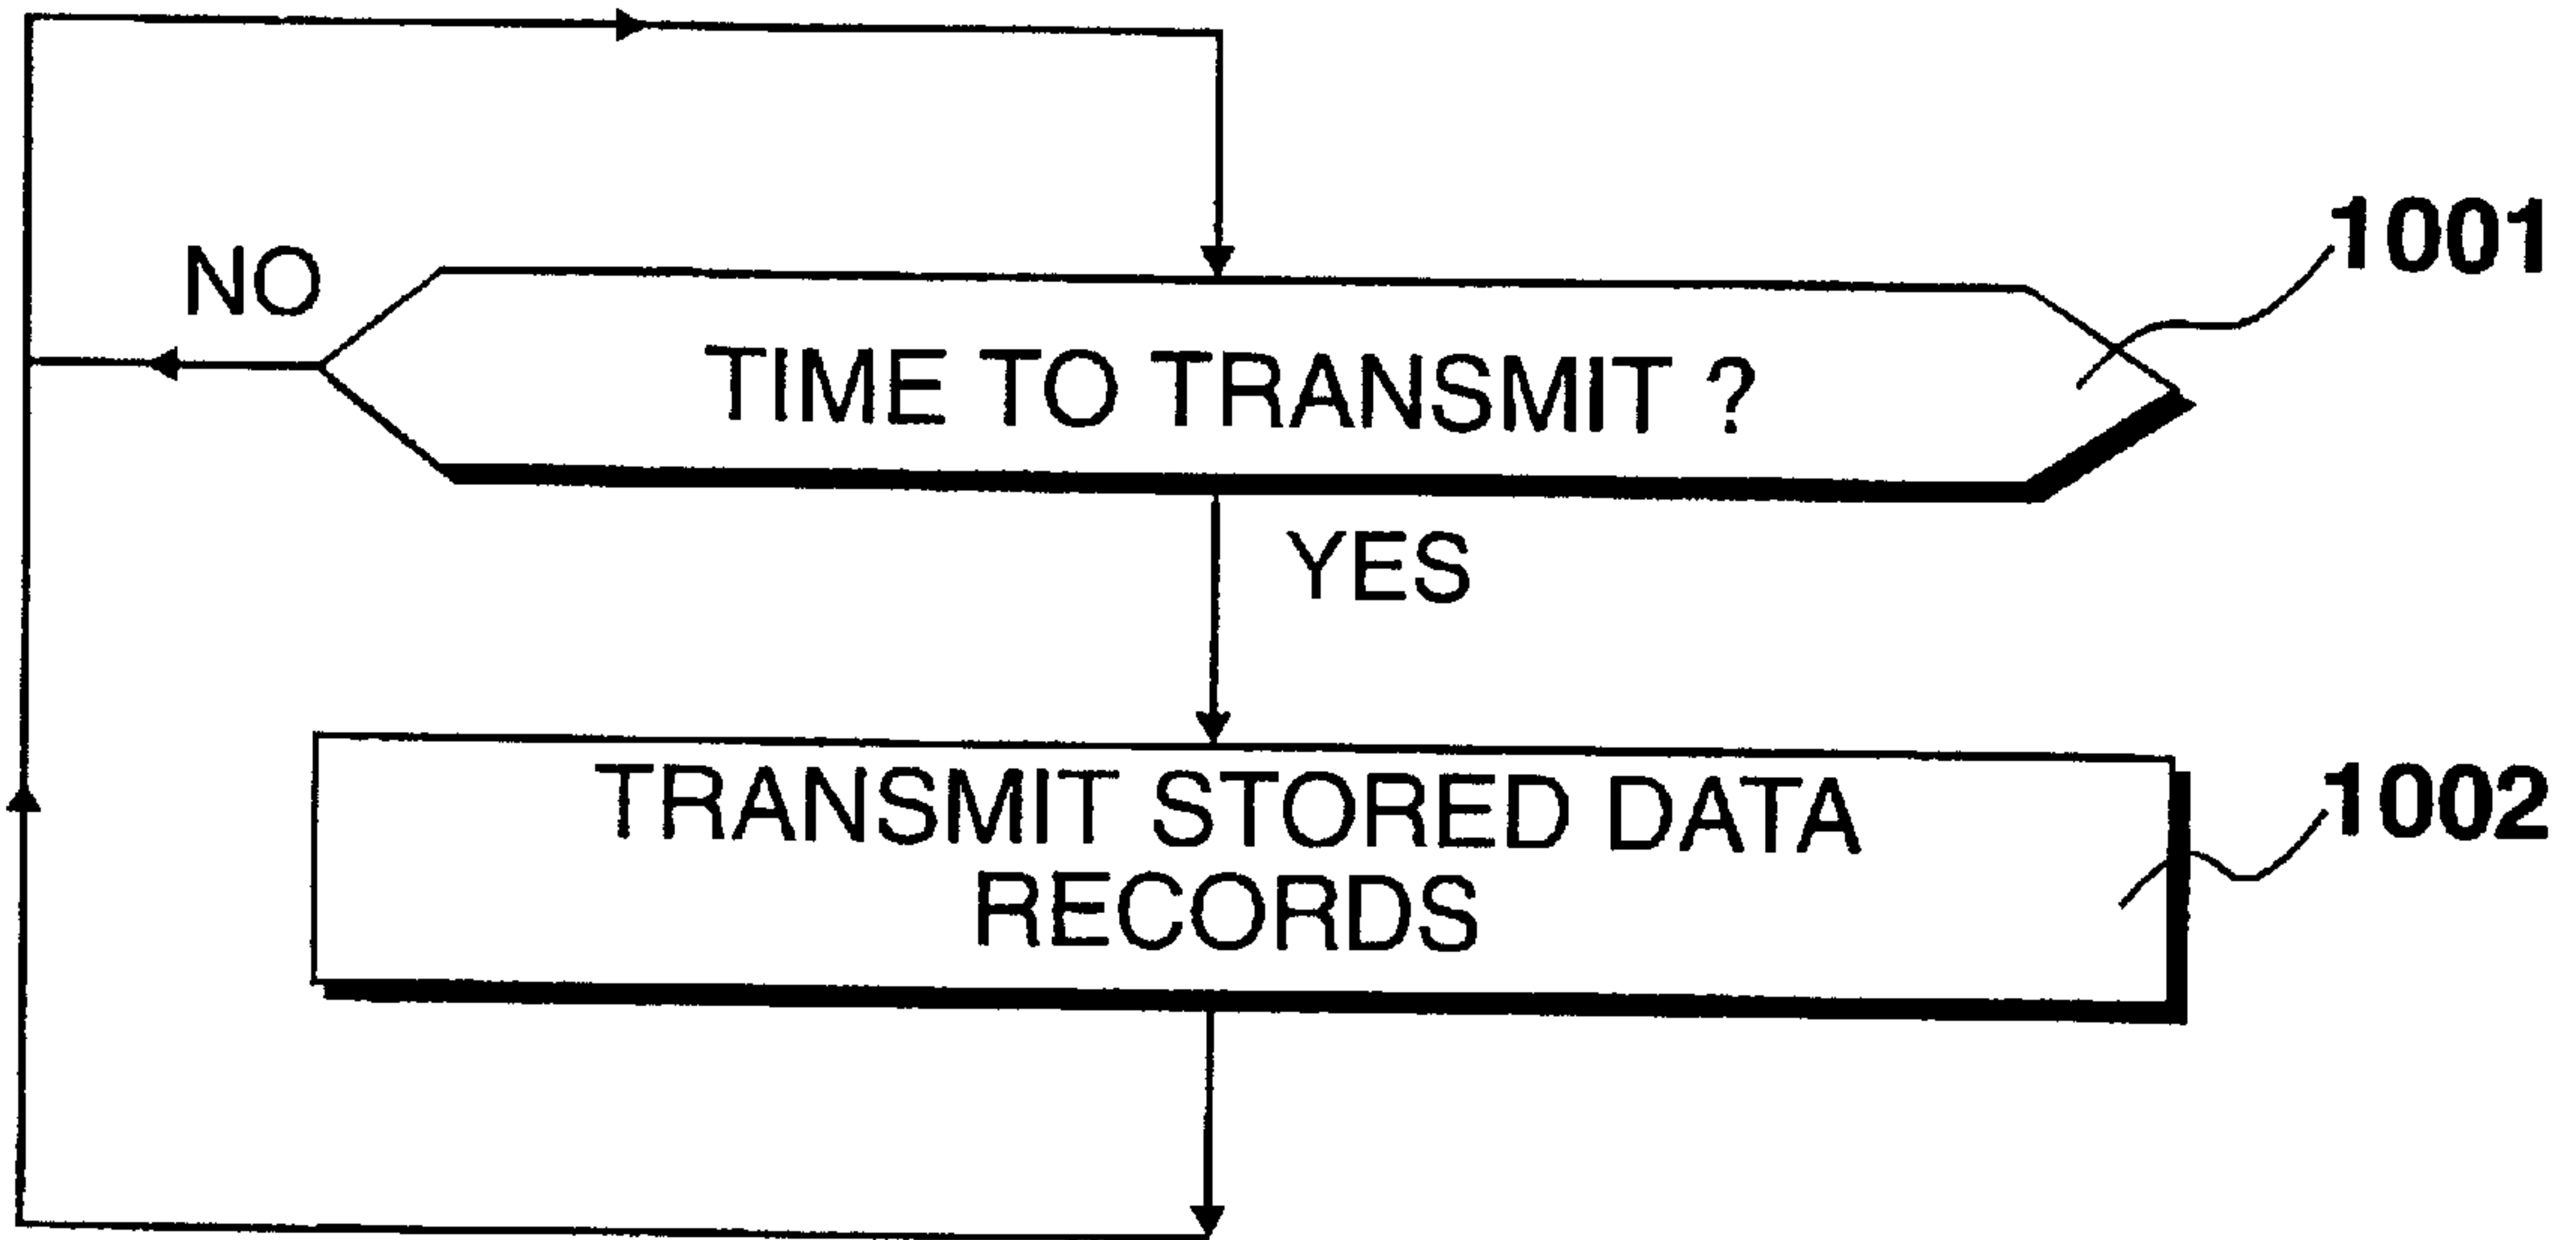 1001
NO
TIME TO TRANSMIT ?
YES
TRANSMIT STORED DATA
RECORDS
1002